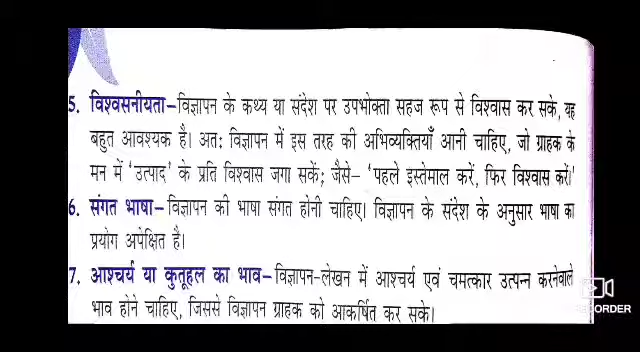 5. विश्वसनीयता–विज्ञापन के कथ्य या संदेश पर उपभोक्ता सहज रूप से विश्वास कर सके, यह
बहुत आवश्यक है। अतः विज्ञापन में इस तरह की अभिव्यक्तियाँ आनी चाहिए, जो ग्राहक के
मन में 'उत्पाद' के प्रति विश्वास जगा सकें; जैसे– 'पहले इस्तेमाल करें, फिर विश्वास करें।'
6. संगत भाषा–विज्ञापन की भाषा संगत होनी चाहिए। विज्ञापन के संदेश के अनुसार भाषा का
प्रयोग अपेक्षित है।
7. आश्चर्य या कुतूहल का भाव–विज्ञापन-लेखन में आश्चर्य एवं चमत्कार उत्पन्न करनेवाले
भाव होने चाहिए, जिससे विज्ञापन ग्राहक को आकर्षित कर सके।